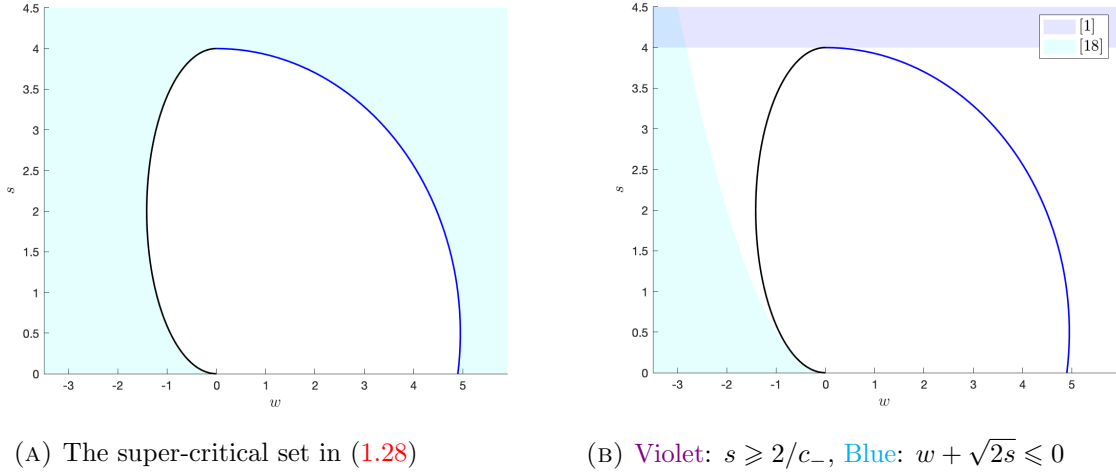 4.5
4
3.5
3
2.5
2
1.5
1
0.5
0
s
-3 -2 -1 0 1 2 3 4 5
w
(A) The super-critical set in (1.28)
4.5
4
3.5
3
2.5
2
1.5
1
0.5
0
s
-3 -2 -1 0 1 2 3 4 5
w
[1]
[18]
(B) Violet: s ⩾ 2/c₋, Blue: w + √2s ⩽ 0